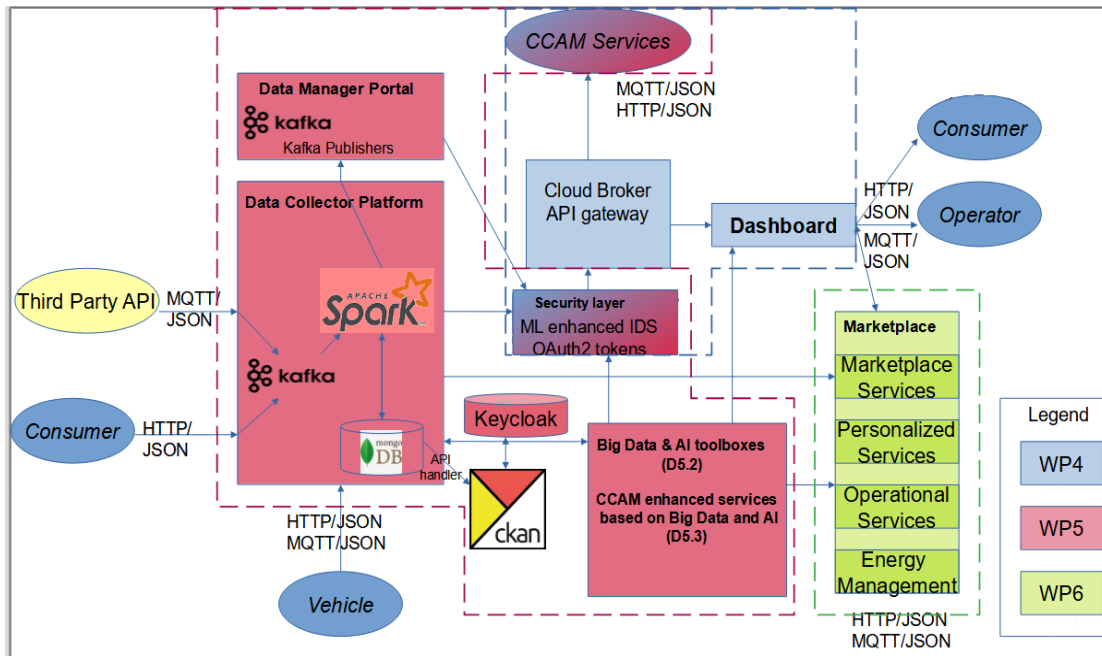 CCAM Services
MQTT/JSON
HTTP/JSON
Data Manager Portal
kafka
Kafka Publishers
Consumer
Cloud Broker
API gateway
HTTP/
JSON
Data Collector Platform
Dashboard
Operator
MQTT/
JSON
Third Party API
MQTT/
JSON
APACHE
Spark
Security layer
ML enhanced IDS
OAuth2 tokens
Marketplace
Marketplace
Services
kafka
Keycloak
Legend
Consumer
HTTP/
JSON
mongo
DB
API
handler
Big Data & AI toolboxes
(D5.2)
CCAM enhanced services
based on Big Data and AI
(D5.3)
Personalized
Services
WP4
ckan
Operational
Services
WP5
HTTP/JSON
MQTT/JSON
Energy
Management
WP6
Vehicle
HTTP/JSON
MQTT/JSON